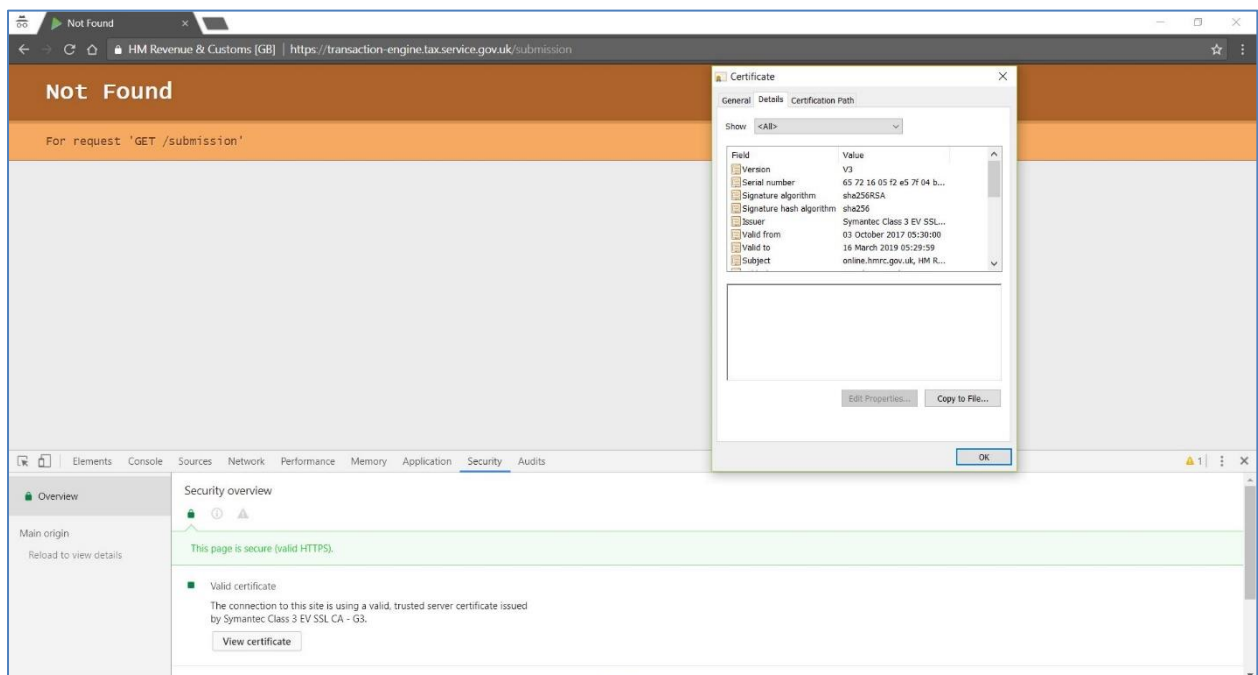 Not Found
HM Revenue & Customs [GB] | https://transaction-engine.tax.service.gov.uk/submission
Not Found
For request 'GET /submission'
Certificate
General Details Certification Path
Show <All>
Field Value
Version V3
Serial number 65 72 16 05 f2 e5 7f 04 b...
Signature algorithm sha256RSA
Signature hash algorithm sha256
Issuer Symantec Class 3 EV SSL...
Valid from 03 October 2017 05:30:00
Valid to 16 March 2019 05:29:59
Subject online.hmrc.gov.uk, HM R...
Edit Properties... Copy to File...
OK
Elements Console Sources Network Performance Memory Application Security Audits 1
Overview
Main origin
Reload to view details
Security overview
This page is secure (valid HTTPS).
Valid certificate
The connection to this site is using a valid, trusted server certificate issued
by Symantec Class 3 EV SSL CA - G3.
View certificate